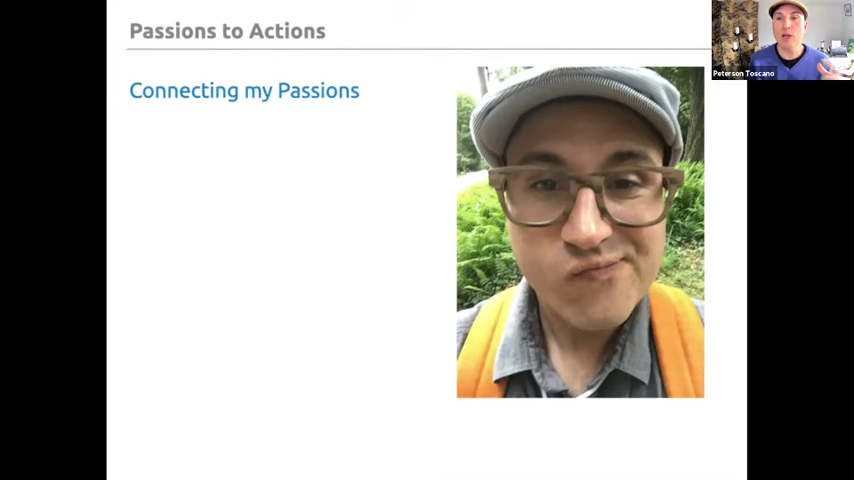 Passions to Actions
Connecting my Passions
Peterson Toscano